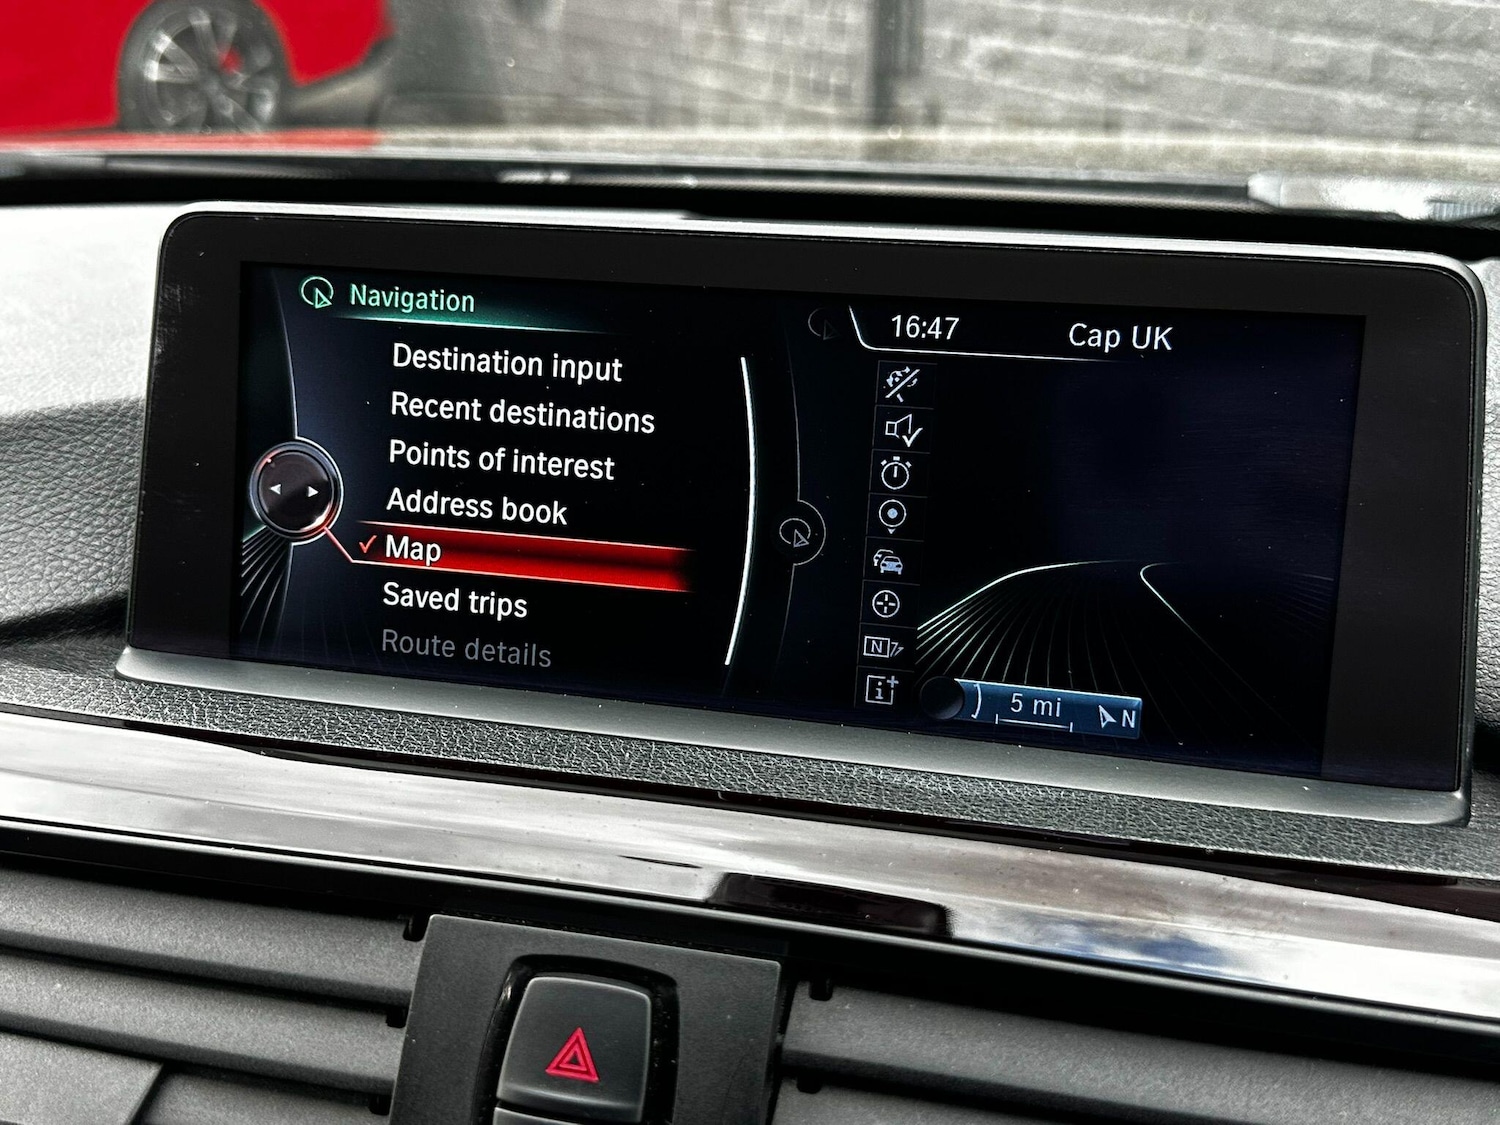 Navigation
Destination input
Recent destinations
Points of interest
Address book
Map
Saved trips
Route details
16:47
Cap UK
N
i
5 mi
N